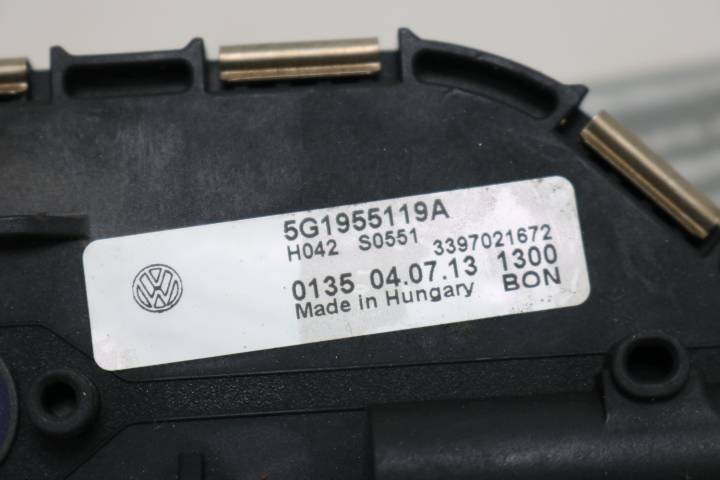 5G1955119A
H042 S0551 3397021672
0135 04.07.13 1300
Made in Hungary BON